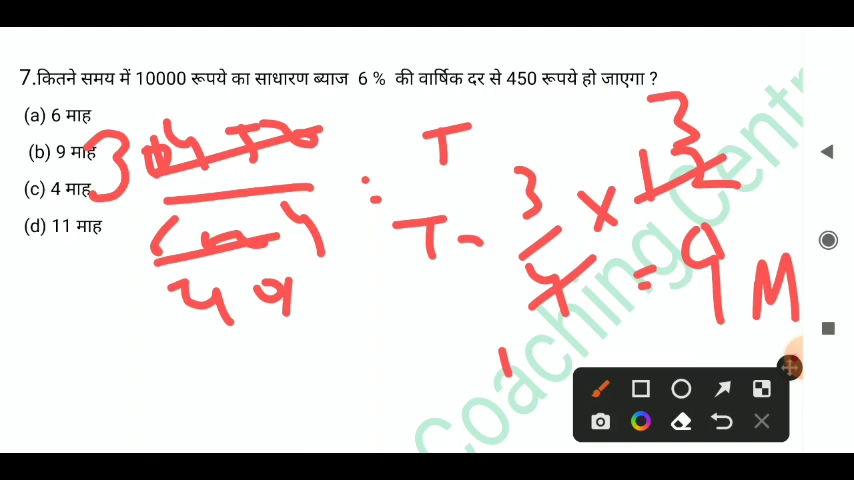 7.कितने समय में 10000 रूपये का साधारण ब्याज 6 % की वार्षिक दर से 450 रूपये हो जाएगा ?
(a) 6 माह
(b) 9 माह
(c) 4 माह
(d) 11 माह
3
T
T = 3/4 × 12 3 = 9 M
Coaching Centr